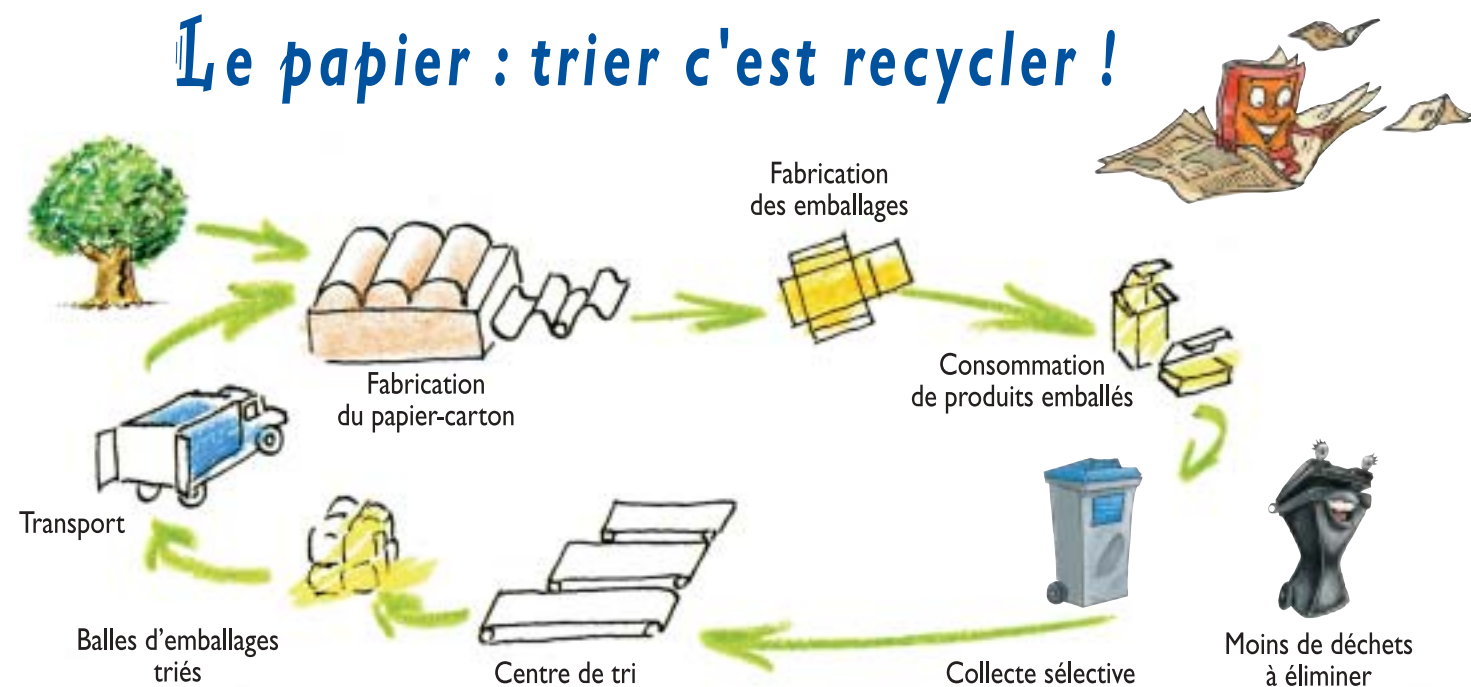 Le papier : trier c'est recycler !
Fabrication
des emballages
Fabrication
du papier-carton
Consommation
de produits emballés
Transport
Balles d’emballages
triés
Centre de tri
Collecte sélective
Moins de déchets
à éliminer